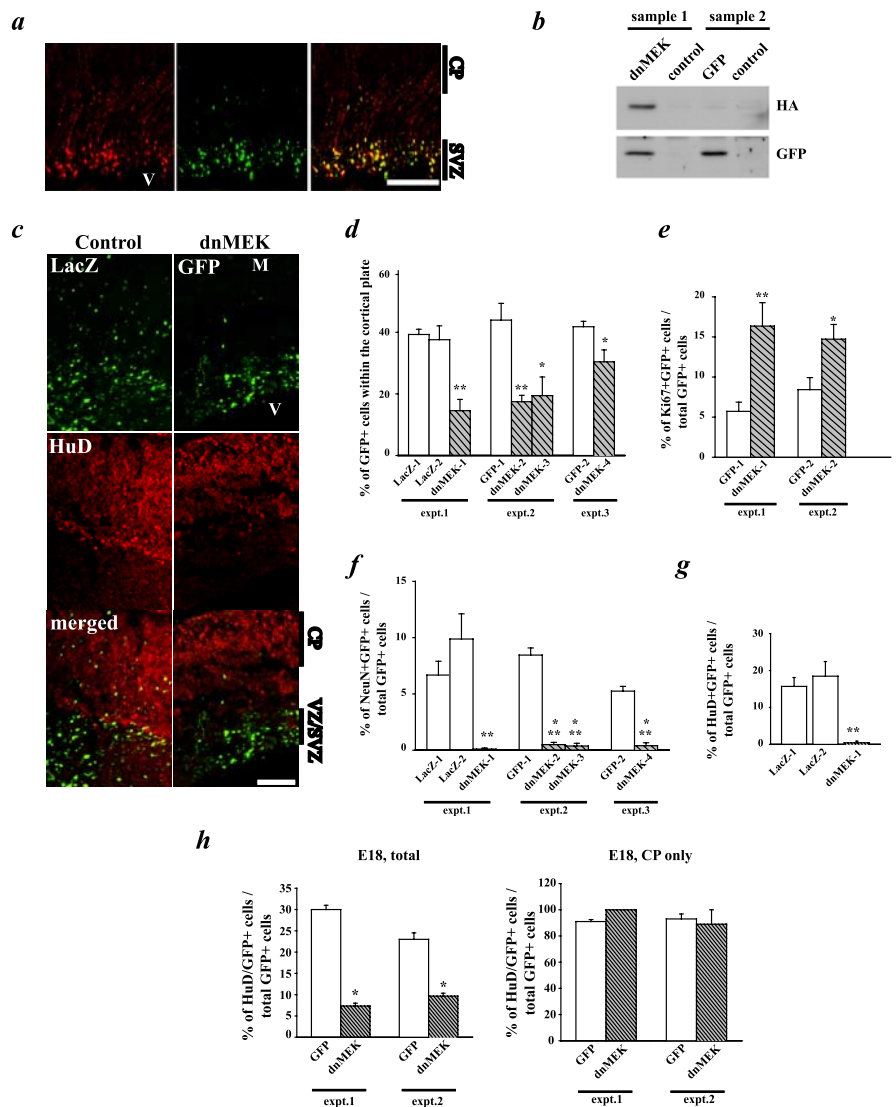 a
CP
SVZ
V
b
sample 1
sample 2
dnMEK
control
GFP
control
HA
GFP
c
Control
dnMEK
LacZ
GFP
M
V
HuD
merged
CP
VZ/SVZ
d
% of GFP+ cells within the cortical plate
60
40
20
0
LacZ-1
LacZ-2
dnMEK-1
GFP-1
dnMEK-2
dnMEK-3
GFP-2
dnMEK-4
**
**
*
*
expt.1
expt.2
expt.3
e
% of Ki67+GFP+ cells /
total GFP+ cells
20
15
10
5
0
**
*
GFP-1
dnMEK-1
GFP-2
dnMEK-2
expt.1
expt.2
f
% of NeuN+GFP+ cells /
total GFP+ cells
15
10
5
0
**
*
**
*
**
*
**
LacZ-1
LacZ-2
dnMEK-1
GFP-1
dnMEK-2
dnMEK-3
GFP-2
dnMEK-4
expt.1
expt.2
expt.3
g
% of HuD+GFP+ cells /
total GFP+ cells
30
20
10
0
**
LacZ-1
LacZ-2
dnMEK-1
h
E18, total
% of HuD/GFP+ cells /
total GFP+ cells
35
30
25
20
15
10
5
0
*
*
GFP
dnMEK
GFP
dnMEK
expt.1
expt.2
E18, CP only
% of HuD/GFP+ cells /
total GFP+ cells
120
100
80
60
40
20
0
GFP
dnMEK
GFP
dnMEK
expt.1
expt.2